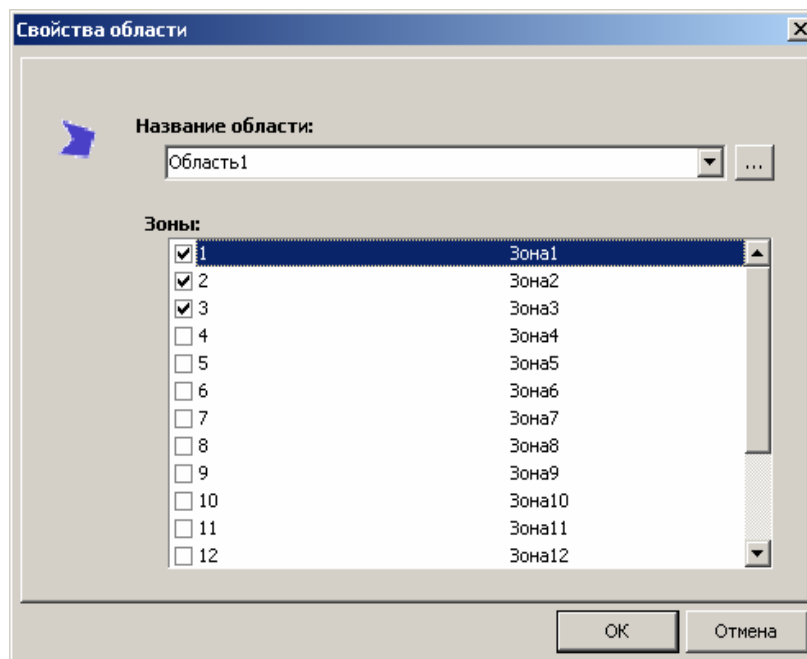 Свойства области
Название области:
Область1
...
Зоны:
1 Зона1
2 Зона2
3 Зона3
4 Зона4
5 Зона5
6 Зона6
7 Зона7
8 Зона8
9 Зона9
10 Зона10
11 Зона11
12 Зона12
ОК Отмена